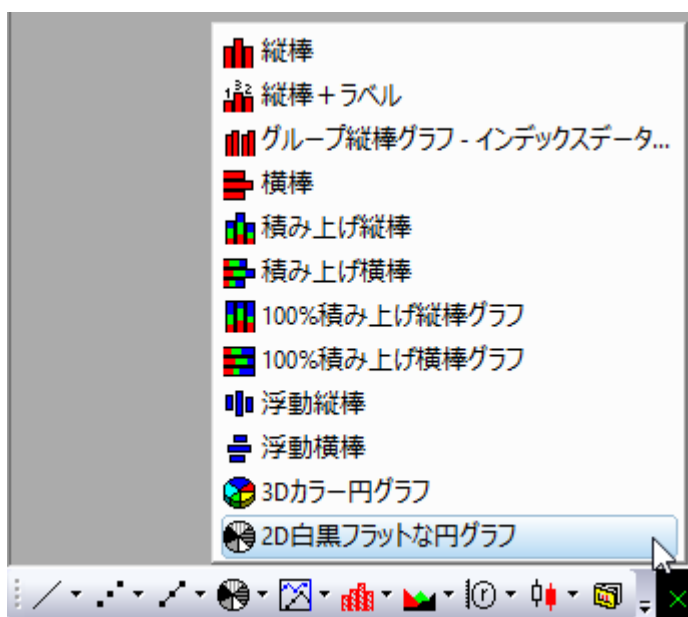 縦棒
縦棒+ラベル
グループ縦棒グラフ - インデックスデータ...
横棒
積み上げ縦棒
積み上げ横棒
100%積み上げ縦棒グラフ
100%積み上げ横棒グラフ
浮動縦棒
浮動横棒
3Dカラー円グラフ
2D白黒フラットな円グラフ